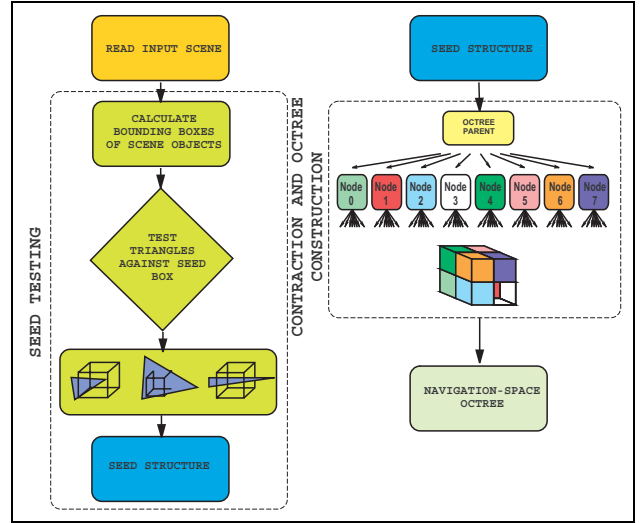 READ INPUT SCENE
SEED TESTING
CALCULATE
BOUNDING BOXES
OF SCENE OBJECTS
TEST
TRIANGLES
AGAINST SEED
BOX
SEED STRUCTURE
CONTRACTION AND OCTREE
CONSTRUCTION
SEED STRUCTURE
OCTREE
PARENT
Node
0
Node
1
Node
2
Node
3
Node
4
Node
5
Node
6
Node
7
NAVIGATION-SPACE
OCTREE